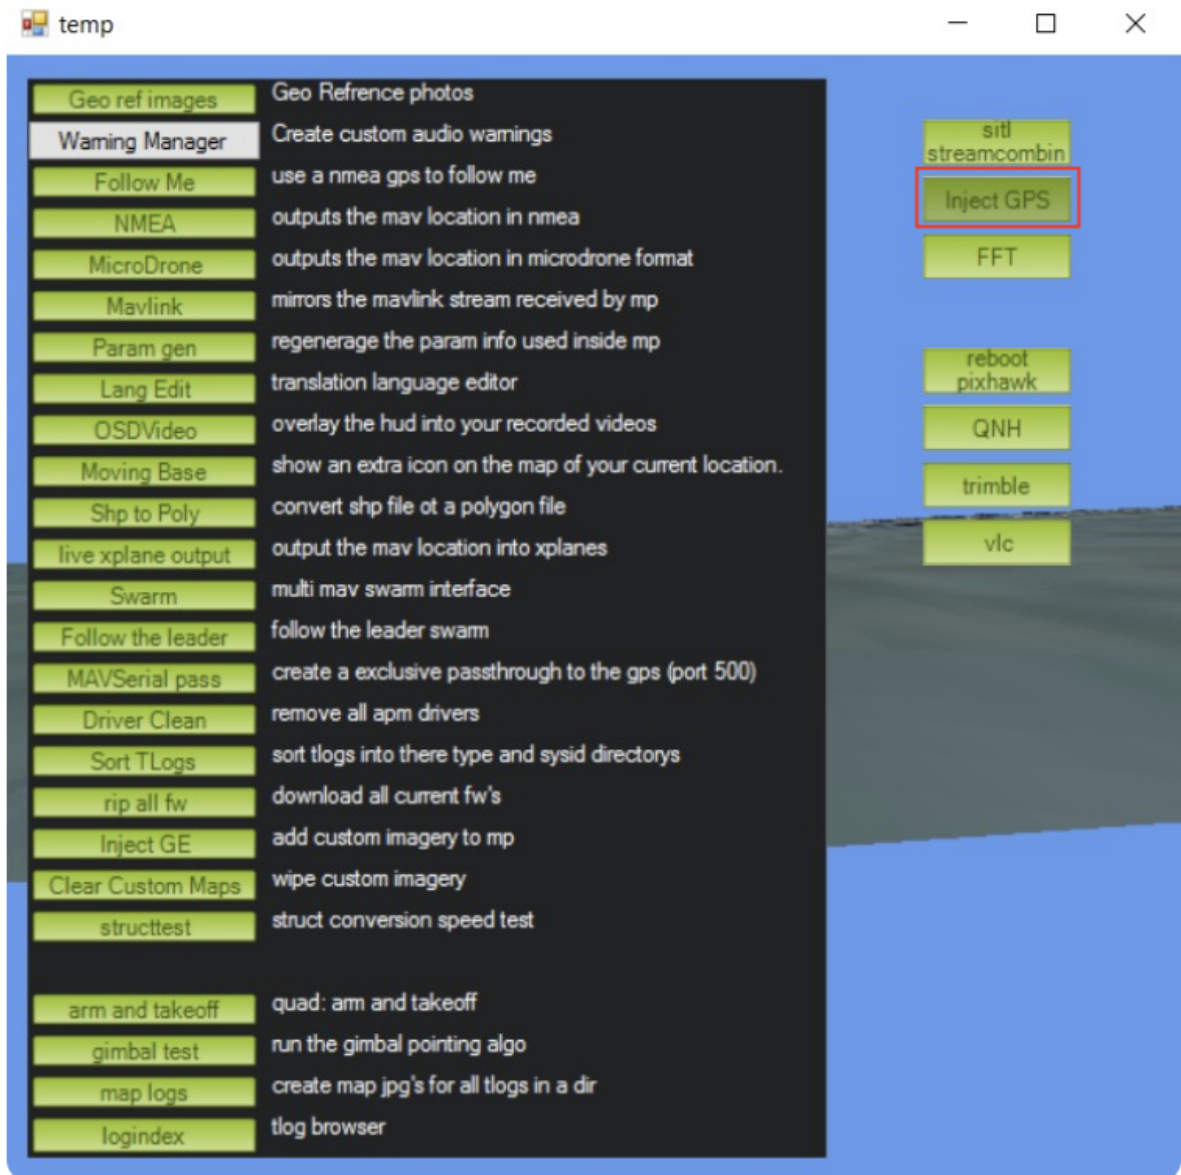 temp
Geo ref images
Geo Refrence photos
Warning Manager
Create custom audio warnings
Follow Me
use a nmea gps to follow me
NMEA
outputs the mav location in nmea
MicroDrone
outputs the mav location in microdrone format
Mavlink
mirrors the mavlink stream received by mp
Param gen
regenerage the param info used inside mp
Lang Edit
translation language editor
OSDVideo
overlay the hud into your recorded videos
Moving Base
show an extra icon on the map of your current location.
Shp to Poly
convert shp file ot a polygon file
live xplane output
output the mav location into xplanes
Swarm
multi mav swarm interface
Follow the leader
follow the leader swarm
MAVSerial pass
create a exclusive passthrough to the gps (port 500)
Driver Clean
remove all apm drivers
Sort TLogs
sort tlogs into there type and sysid directorys
rip all fw
download all current fw's
Inject GE
add custom imagery to mp
Clear Custom Maps
wipe custom imagery
structtest
struct conversion speed test
arm and takeoff
quad: arm and takeoff
gimbal test
run the gimbal pointing algo
map logs
create map jpg's for all tlogs in a dir
logindex
tlog browser
sitl
streamcombin
Inject GPS
FFT
reboot
pixhawk
QNH
trimble
vlc